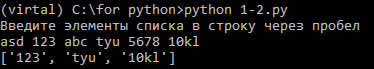 (virtal) C:\for python>python 1-2.py
Введите элементы списка в строку через пробел
asd 123 abc tyu 5678 10kl
['123', 'tyu', '10kl']